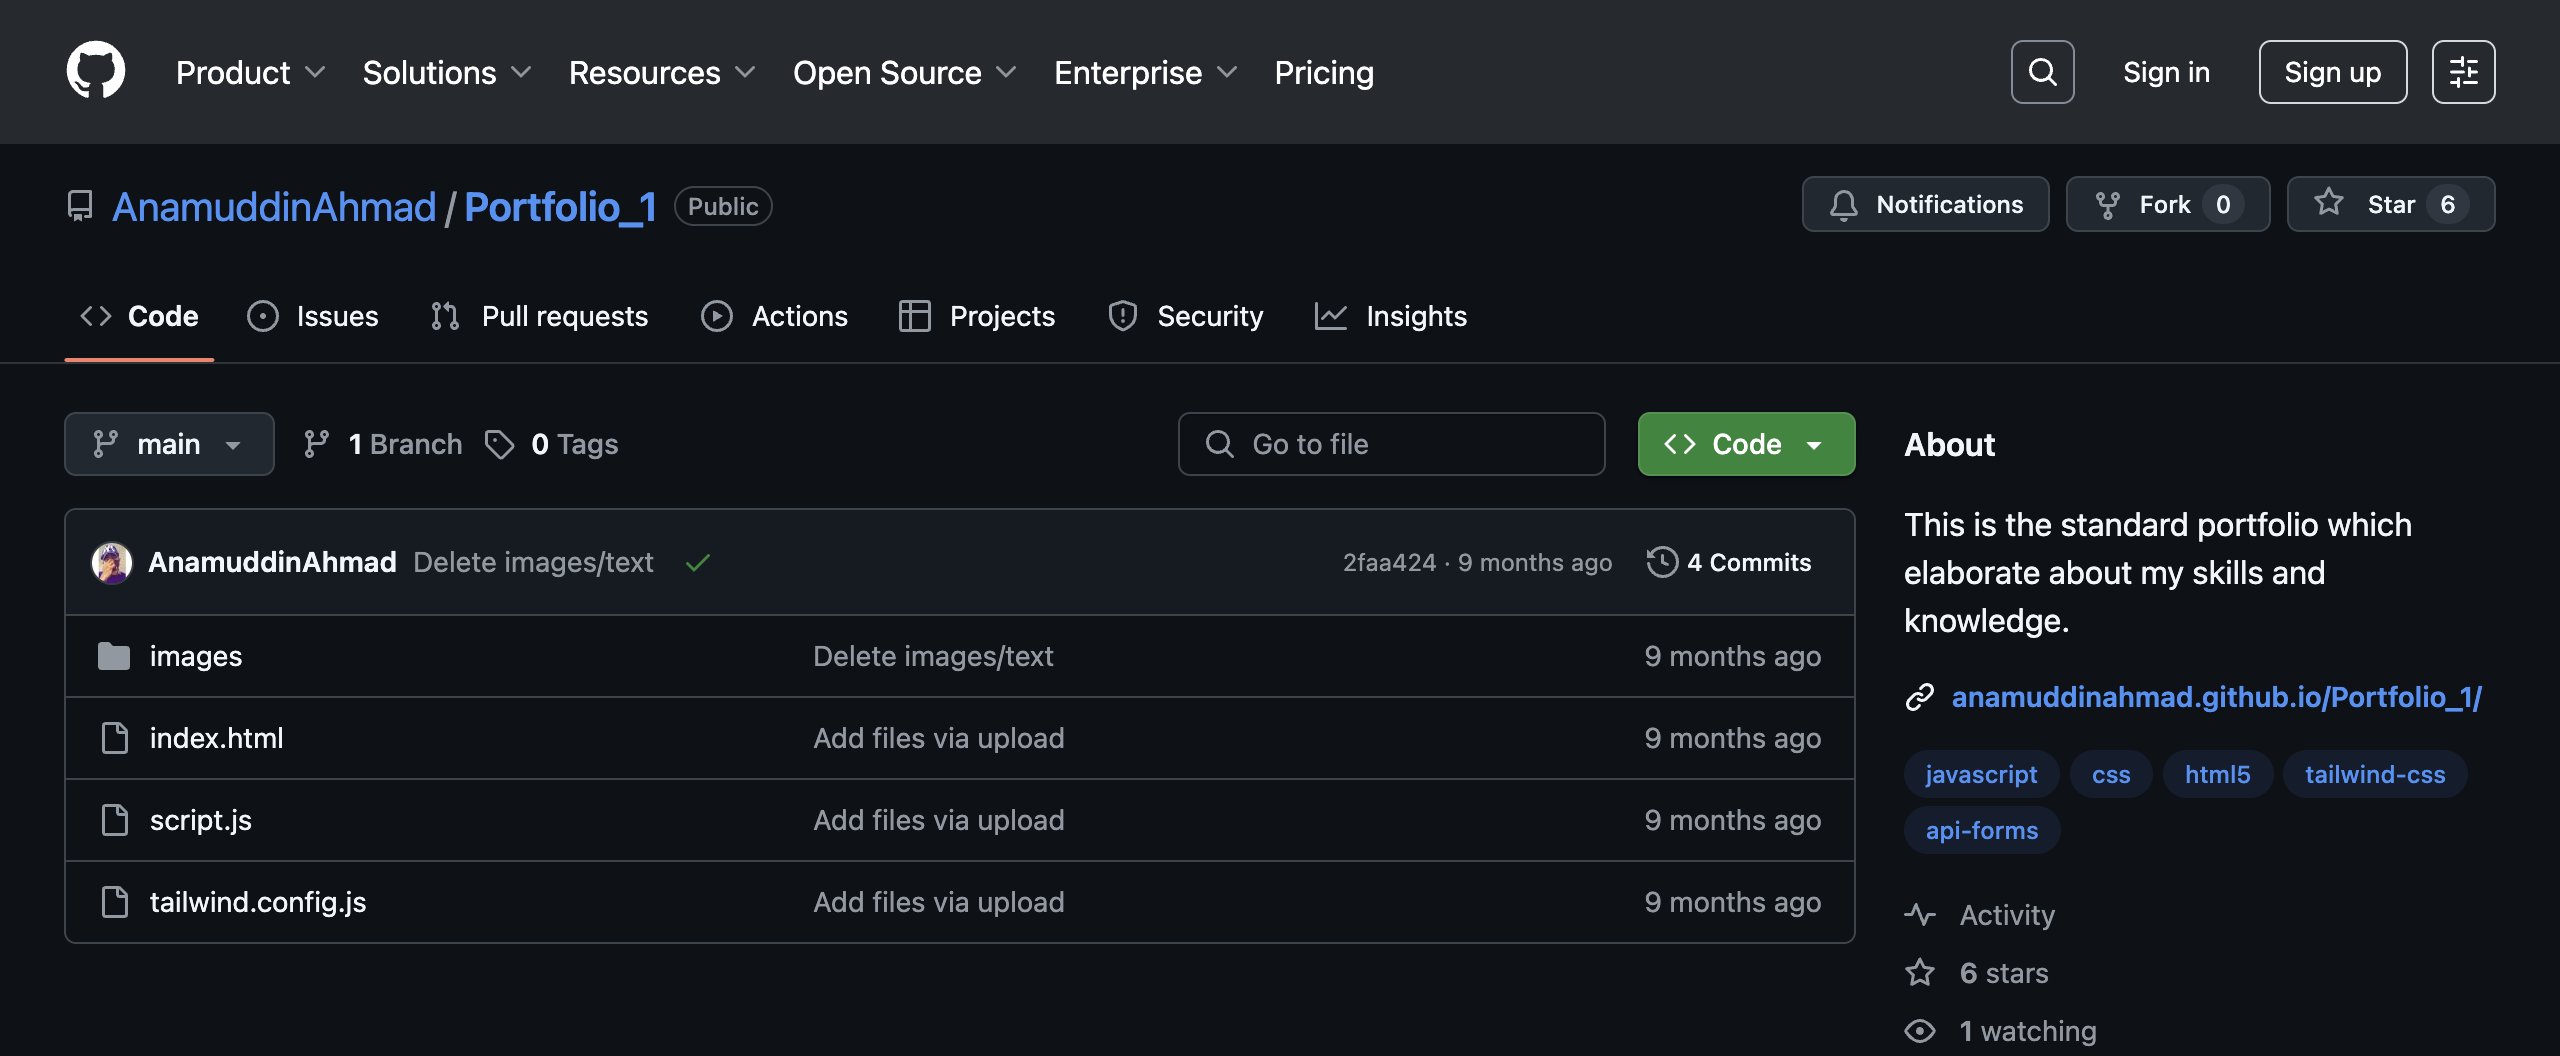 Product Solutions Resources Open Source Enterprise Pricing Sign in Sign up
AnamuddinAhmad / Portfolio_1 Public Notifications Fork 0 Star 6
Code Issues Pull requests Actions Projects Security Insights
main 1 Branch 0 Tags Go to file Code
AnamuddinAhmad Delete images/text 2faa424 · 9 months ago 4 Commits
images Delete images/text 9 months ago
index.html Add files via upload 9 months ago
script.js Add files via upload 9 months ago
tailwind.config.js Add files via upload 9 months ago
About
This is the standard portfolio which
elaborate about my skills and
knowledge.
anamuddinahmad.github.io/Portfolio_1/
javascript css html5 tailwind-css
api-forms
Activity
6 stars
1 watching